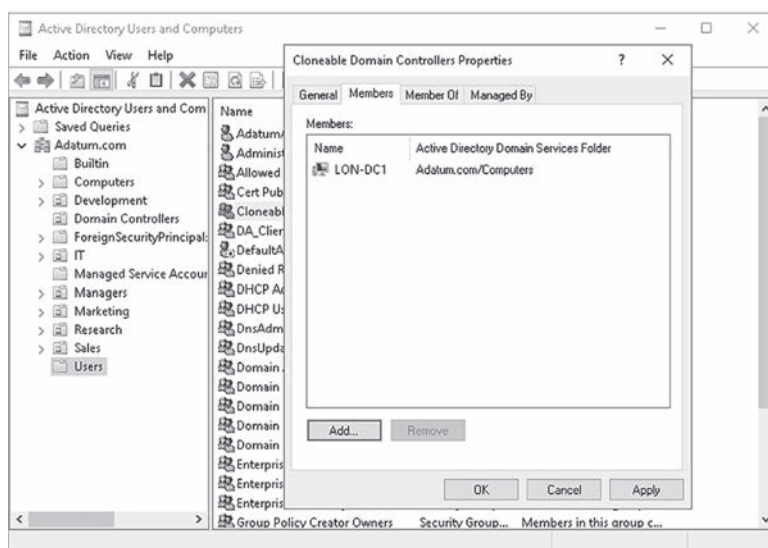 Active Directory Users and Computers
File Action View Help
Active Directory Users and Com
Saved Queries
Adatum.com
Builtin
Computers
Development
Domain Controllers
ForeignSecurityPrincipal:
IT
Managed Service Accour
Managers
Marketing
Research
Sales
Users
Name
Adatum
Adminis
Allowed
Cert Pub
Cloneabl
DA_Clier
DefaultA
Denied R
DHCP Ad
DHCP U
DnsAdm
DnsUpda
Domain
Domain
Domain
Domain
Domain
Enterpris
Enterpris
Enterpris
Group Policy Creator Owners Security Group... Members in this group c...
Cloneable Domain Controllers Properties ?
General Members Member Of Managed By
Members:
Name Active Directory Domain Services Folder
LON-DC1 Adatum.com/Computers
Add... Remove
OK Cancel Apply